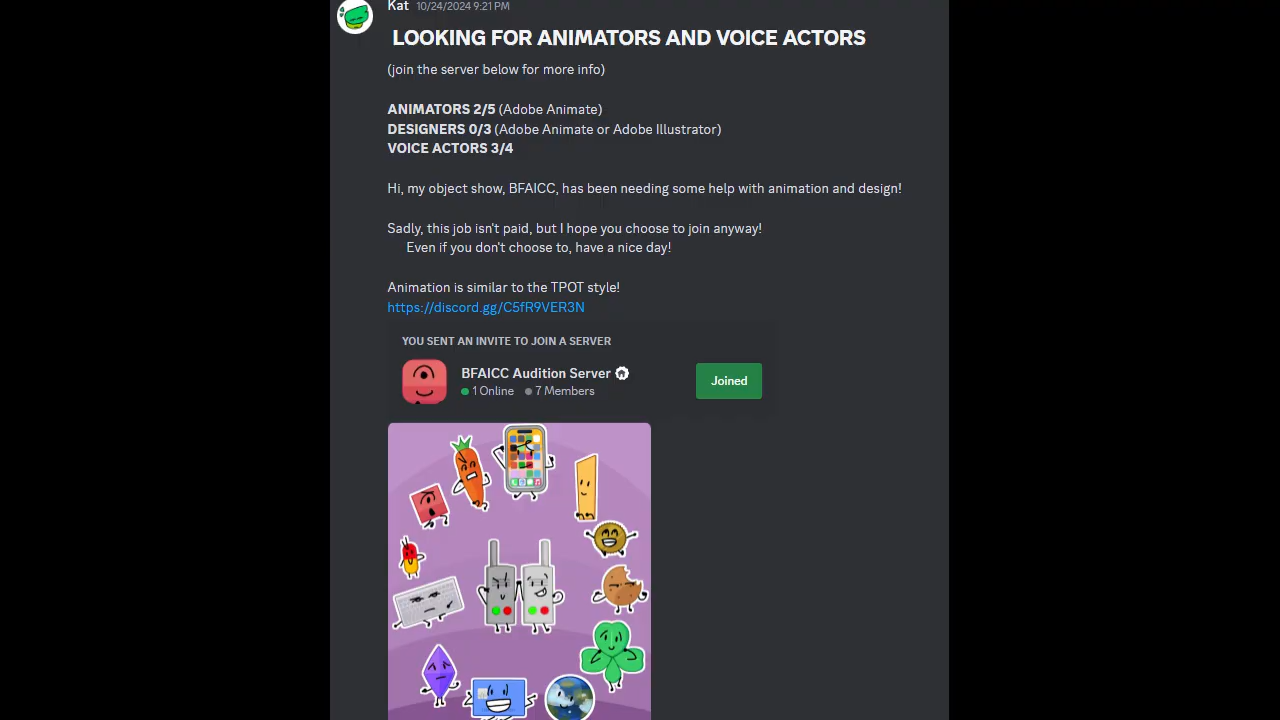 Kat 10/24/2024 9:21 PM
LOOKING FOR ANIMATORS AND VOICE ACTORS
(join the server below for more info)
ANIMATORS 2/5 (Adobe Animate)
DESIGNERS 0/3 (Adobe Animate or Adobe Illustrator)
VOICE ACTORS 3/4
Hi, my object show, BFAICC, has been needing some help with animation and design!
Sadly, this job isn't paid, but I hope you choose to join anyway!
Even if you don't choose to, have a nice day!
Animation is similar to the TPOT style!
https://discord.gg/C5fR9VER3N
YOU SENT AN INVITE TO JOIN A SERVER
BFAICC Audition Server
1 Online 7 Members
Joined